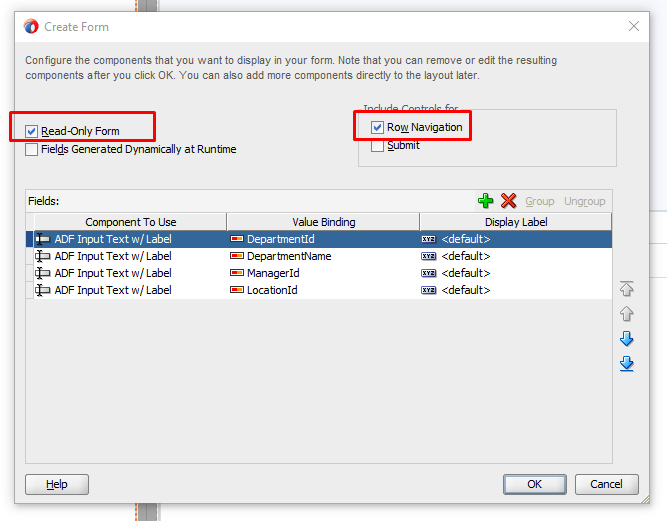 Create Form
Configure the components that you want to display in your form. Note that you can remove or edit the resulting
components after you click OK. You can also add more components directly to the layout later.
Include Controls for
Read-Only Form
Row Navigation
Fields Generated Dynamically at Runtime
Submit
Fields:
Group Ungroup
Component To Use Value Binding Display Label
ADF Input Text w/ Label DepartmentId XYZ <default>
ADF Input Text w/ Label DepartmentName XYZ <default>
ADF Input Text w/ Label ManagerId XYZ <default>
ADF Input Text w/ Label LocationId XYZ <default>
Help OK Cancel